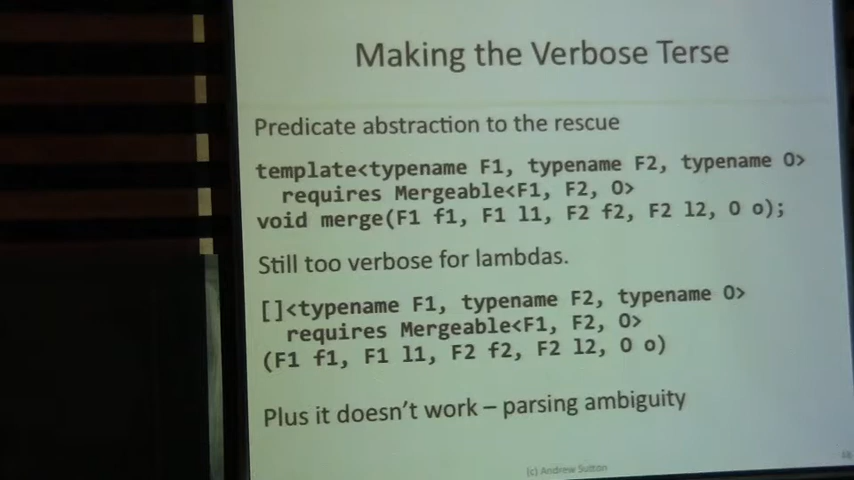 Making the Verbose Terse
Predicate abstraction to the rescue
template<typename F1, typename F2, typename O>
requires Mergeable<F1, F2, O>
void merge(F1 f1, F1 l1, F2 f2, F2 l2, O o);
Still too verbose for lambdas.
[]<typename F1, typename F2, typename O>
requires Mergeable<F1, F2, O>
(F1 f1, F1 l1, F2 f2, F2 l2, O o)
Plus it doesn't work – parsing ambiguity
(c) Andrew Sutton